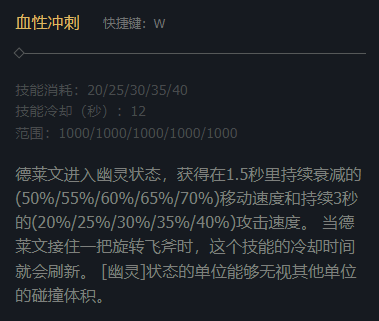 血性冲刺 快捷键：W
技能消耗：20/25/30/35/40
技能冷却（秒）：12
范围：1000/1000/1000/1000/1000
德莱文进入幽灵状态，获得在1.5秒里持续衰减的
(50%/55%/60%/65%/70%)移动速度和持续3秒
的(20%/25%/30%/35%/40%)攻击速度。 当德
莱文接住一把旋转飞斧时，这个技能的冷却时间
就会刷新。 [幽灵]状态的单位能够无视其他单位
的碰撞体积。